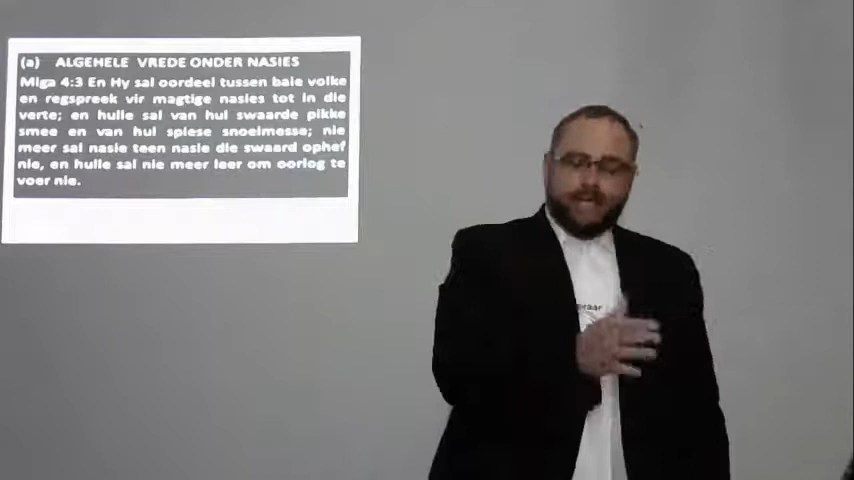 (a) ALGEHELE VREDE ONDER NASIES
Miga 4:3 En Hy sal oordeel tussen baie volke
en regspreek vir magtige nasies tot in die
verte; en hulle sal van hul swaarde pikke
smee en van hul spiese snoeimesse; nie
meer sal nasie teen nasie die swaard ophef
nie, en hulle sal nie meer leer om oorlog te
voer nie.